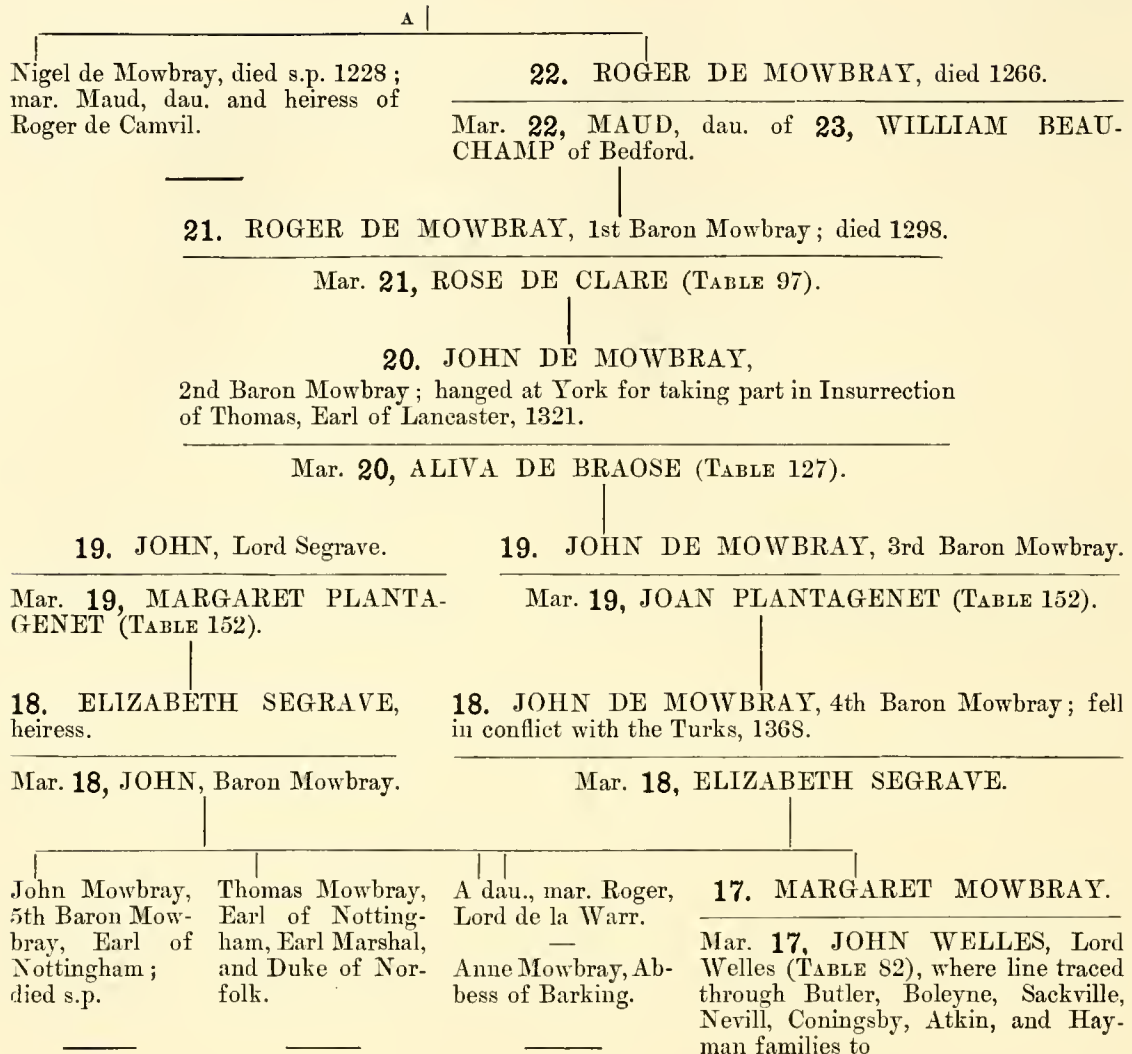 A
Nigel de Mowbray, died s.p. 1228 ;
mar. Maud, dau. and heiress of
Roger de Camvil.
22. ROGER DE MOWBRAY, died 1266.
Mar. 22, MAUD, dau. of 23, WILLIAM BEAU-
CHAMP of Bedford.
21. ROGER DE MOWBRAY, 1st Baron Mowbray ; died 1298.
Mar. 21, ROSE DE CLARE (TABLE 97).
20. JOHN DE MOWBRAY,
2nd Baron Mowbray ; hanged at York for taking part in Insurrection
of Thomas, Earl of Lancaster, 1321.
Mar. 20, ALIVA DE BRAOSE (TABLE 127).
19. JOHN, Lord Segrave.
Mar. 19, MARGARET PLANTA-
GENET (TABLE 152).
18. ELIZABETH SEGRAVE,
heiress.
Mar. 18, JOHN, Baron Mowbray.
19. JOHN DE MOWBRAY, 3rd Baron Mowbray.
Mar. 19, JOAN PLANTAGENET (TABLE 152).
18. JOHN DE MOWBRAY, 4th Baron Mowbray ; fell
in conflict with the Turks, 1368.
Mar. 18, ELIZABETH SEGRAVE.
John Mowbray,
5th Baron Mow-
bray, Earl of
Nottingham ;
died s.p.
Thomas Mowbray,
Earl of Notting-
ham, Earl Marshal,
and Duke of Nor-
folk.
A dau., mar. Roger,
Lord de la Warr.
Anne Mowbray, Ab-
bess of Barking.
17. MARGARET MOWBRAY.
Mar. 17, JOHN WELLES, Lord
Welles (TABLE 82), where line traced
through Butler, Boleyne, Sackville,
Nevill, Coningsby, Atkin, and Hay-
man families to